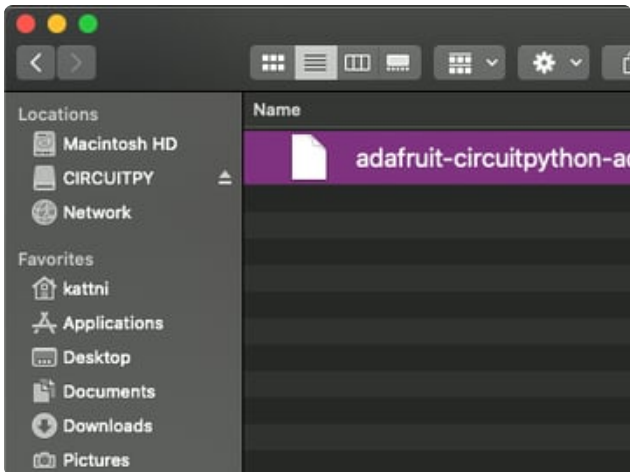 Locations
Macintosh HD
CIRCUITPY
Network
Favorites
kattni
Applications
Desktop
Documents
Downloads
Pictures
Name
adafruit-circuitpython-a